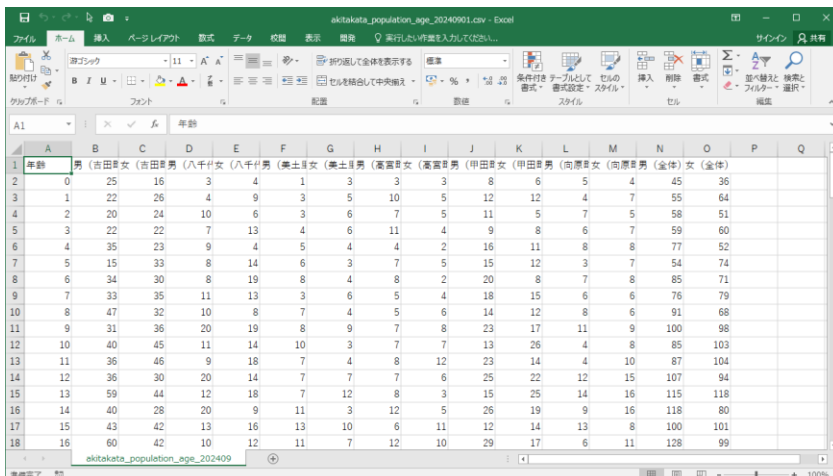 akitakata_population_age_20240901.csv - Excel
ファイル ホーム 挿入 ページ レイアウト 数式 データ 校閲 表示 開発 実行したい作業を入力してください... サインイン 共有
貼り付け 游ゴシック 11 折り返して全体を表示する 標準 条件付き書式 テーブルとして書式設定 セルのスタイル 挿入 削除 書式 並べ替えとフィルター 検索と選択
B I U セルを結合して中央揃え %
クリップボード フォント 配置 数値 スタイル セル 編集
A1 fx 年齢
A B C D E F G H I J K L M N O P Q
1 年齢 男（吉田町 女（吉田町 男（八千代 女（八千代 男（美土里 女（美土里 男（高宮町 女（高宮町 男（甲田町 女（甲田町 男（向原町 女（向原町 男（全体） 女（全体）
2 0 25 16 3 4 1 3 3 3 8 6 5 4 45 36
3 1 22 26 4 9 3 5 10 5 12 12 4 7 55 64
4 2 20 24 10 6 3 6 7 5 11 5 7 5 58 51
5 3 22 22 7 13 4 6 11 4 9 8 6 7 59 60
6 4 35 23 9 4 5 4 4 2 16 11 8 8 77 52
7 5 15 33 8 14 6 3 7 5 15 12 3 7 54 74
8 6 34 30 8 19 8 4 8 2 20 8 7 8 85 71
9 7 33 35 11 13 3 6 5 4 18 15 6 6 76 79
10 8 47 32 10 8 7 4 5 6 14 12 8 6 91 68
11 9 31 36 20 19 8 9 7 8 23 17 11 9 100 98
12 10 40 45 11 14 10 3 7 7 13 26 4 8 85 103
13 11 36 46 9 18 7 4 8 12 23 14 4 10 87 104
14 12 36 30 20 14 7 7 7 6 25 22 12 15 107 94
15 13 59 44 12 18 7 12 8 3 15 25 14 16 115 118
16 14 40 28 20 9 11 3 12 5 26 19 9 16 118 80
17 15 43 42 13 16 13 10 6 11 12 14 13 8 100 101
18 16 60 42 10 12 11 7 12 10 29 17 6 11 128 99
akitakata_population_age_202409
準備完了 100%